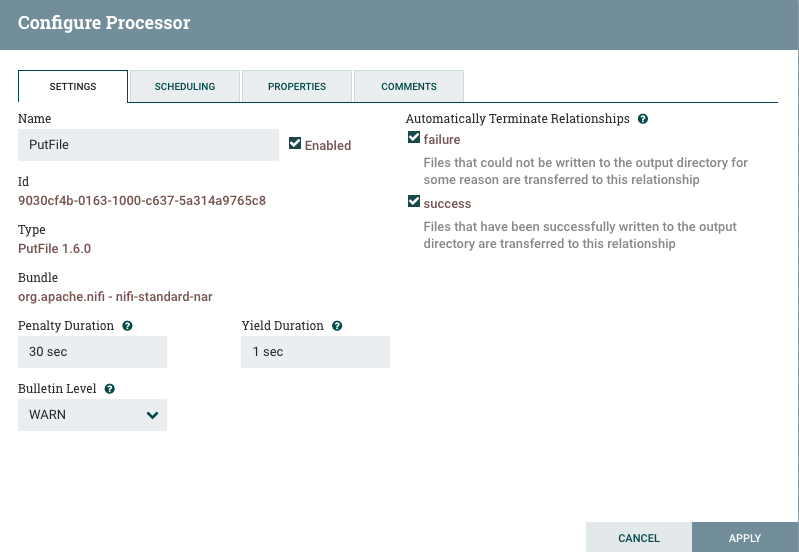 Configure Processor
SETTINGS
SCHEDULING
PROPERTIES
COMMENTS
Name
PutFile
Enabled
Id
9030cf4b-0163-1000-c637-5a314a9765c8
Type
PutFile 1.6.0
Bundle
org.apache.nifi - nifi-standard-nar
Penalty Duration ?
30 sec
Yield Duration ?
1 sec
Bulletin Level ?
WARN
Automatically Terminate Relationships ?
failure
Files that could not be written to the output directory for
some reason are transferred to this relationship
success
Files that have been successfully written to the output
directory are transferred to this relationship
CANCEL
APPLY